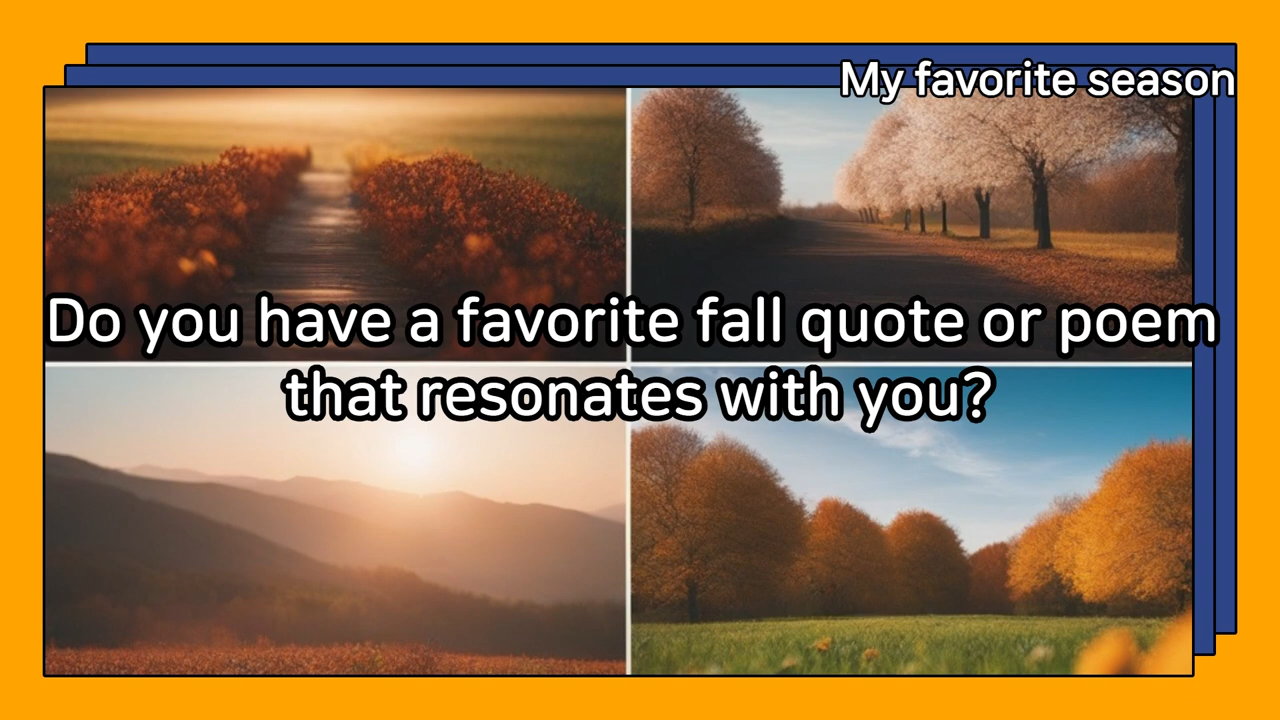 My favorite season
Do you have a favorite fall quote or poem
that resonates with you?